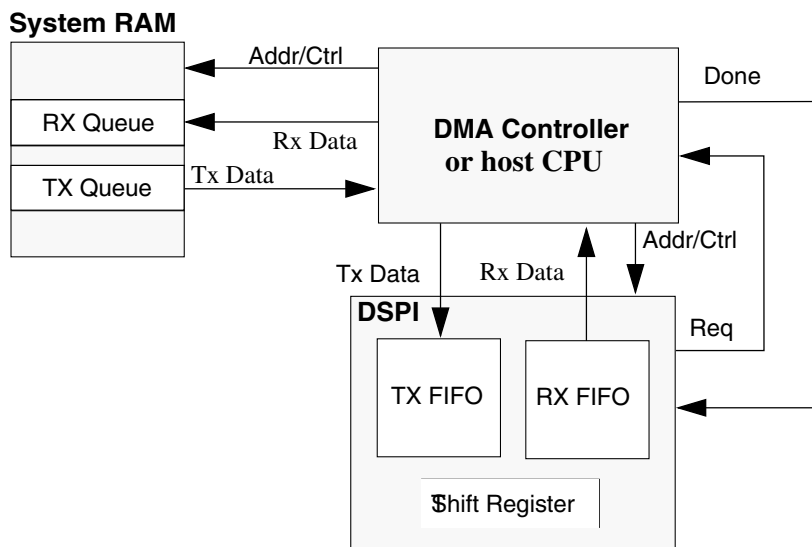 System RAM
Addr/Ctrl
Done
RX Queue
Rx Data
DMA Controller
or host CPU
TX Queue
Tx Data
Addr/Ctrl
Tx Data
Rx Data
DSPI
Req
TX FIFO
RX FIFO
Shift Register